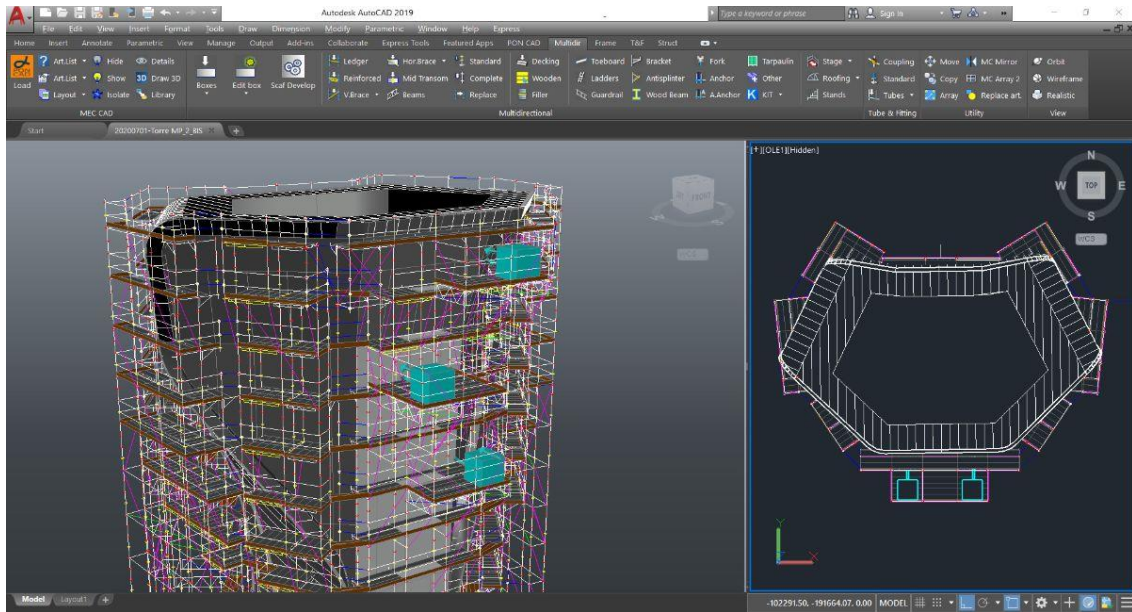 Autodesk AutoCAD 2019
Type a keyword or phrase
Sign In
File Edit View Insert Format Tools Draw Dimension Modify Parametric Window Help Express
Home Insert Annotate Parametric View Manage Output Add-ins Collaborate Express Tools Featured Apps PON CAD Multidir Frame T&F Struct
Art.List Hide Details Ledger Hor.Brace Standard Decking Toeboard Bracket Fork Tarpaulin Stage Coupling Move MC Mirror Orbit
Load Art.List Show 3D Draw 3D Boxes Edit box Scaf Develop Reinforced Mid Transom Complete Wooden Ladders Antisplinter Anchor Other Roofing Standard Copy MC Array 2 Wireframe
Layout Isolate Library V.Brace Beams Replace Filler Guardrail Wood Beam A.Anchor K KIT Stands Tubes Array Replace art. Realistic
MEC CAD Multidirectional Tube & Fitting Utility View
Start 20200701-Torre MP_2_BIS
[OLE1][Hidden]
N
W TOP E
S
WCS
FRONT
WCS
Y
X
Model Layout1 -102291.50, -191664.07, 0.00 MODEL